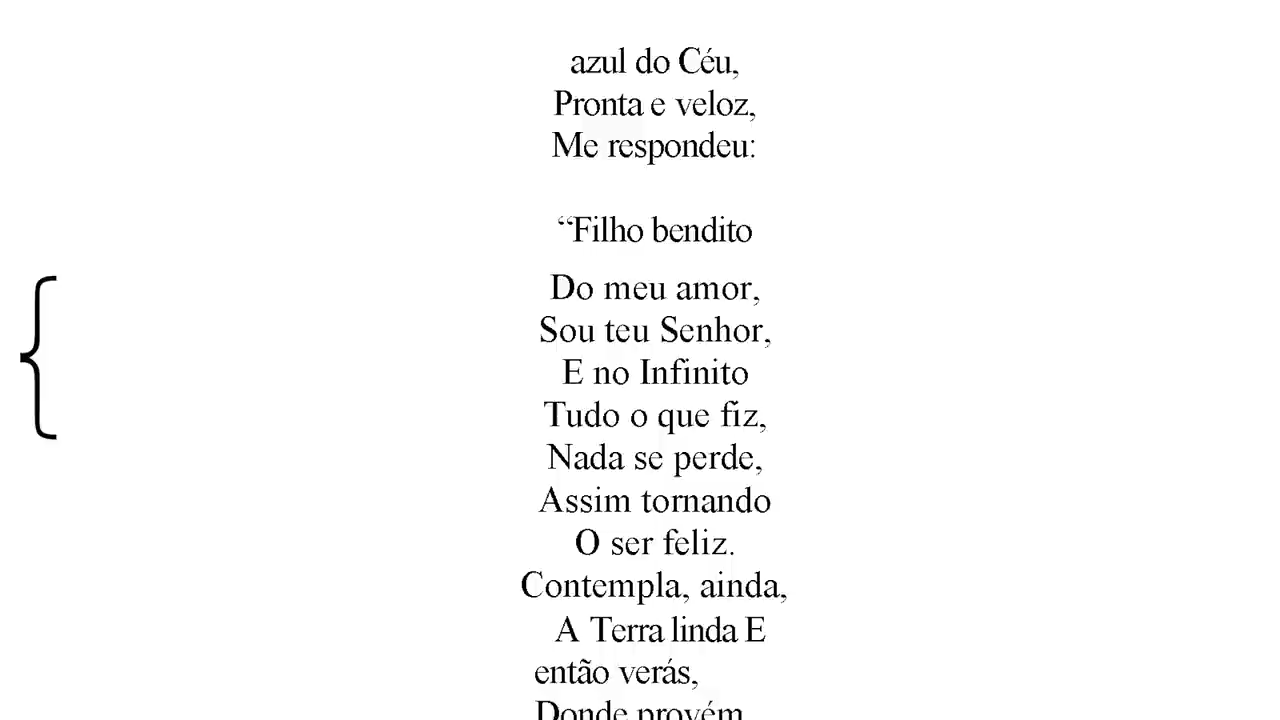 azul do Céu,
Pronta e veloz,
Me respondeu:
“Filho bendito
Do meu amor,
Sou teu Senhor,
E no Infinito
Tudo o que fiz,
Nada se perde,
Assim tornando
O ser feliz.
Contempla, ainda,
A Terra linda E
então verás,
Donde provém